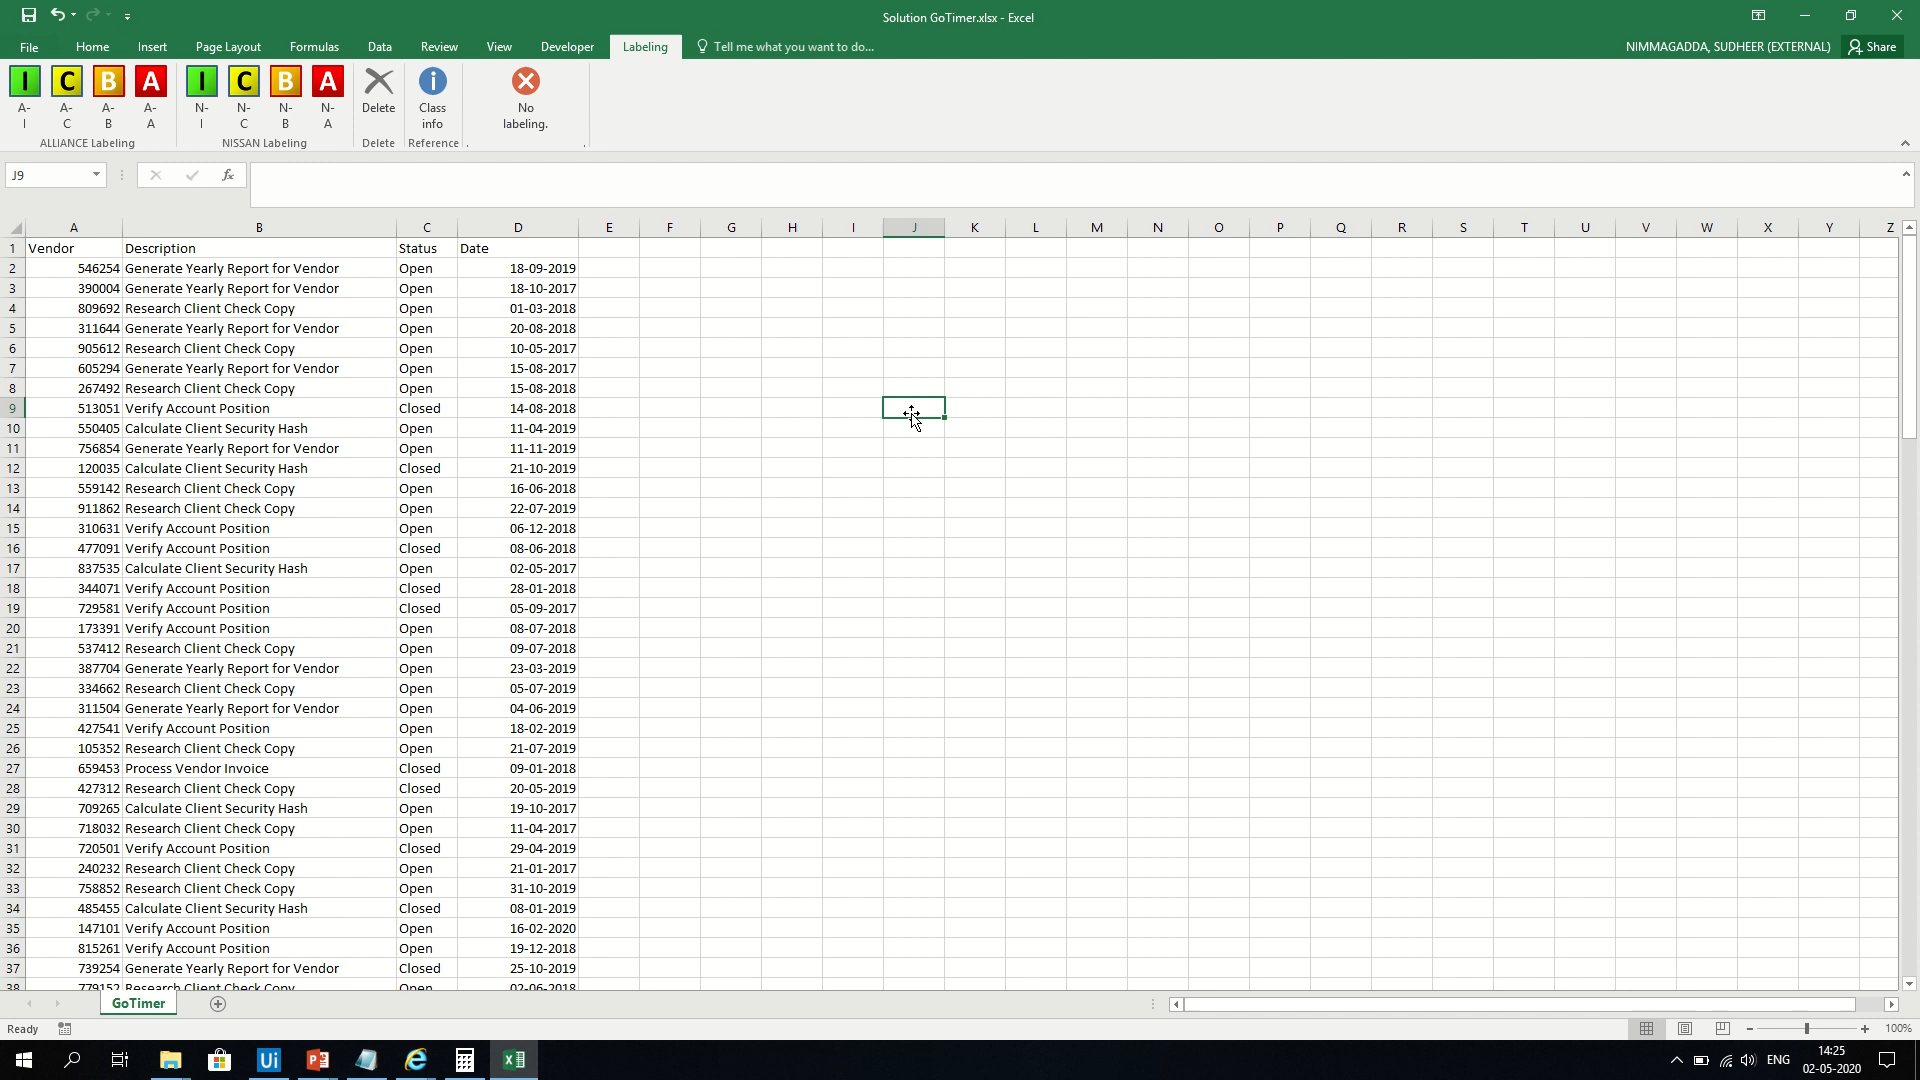 Solution GoTimer.xlsx - Excel
File Home Insert Page Layout Formulas Data Review View Developer Labeling Tell me what you want to do... NIMMAGADDA, SUDHEER (EXTERNAL) Share
I C B A I C B A
A-I A-C A-B A-A N-I N-C N-B N-A Delete Class info No labeling.
ALLIANCE Labeling NISSAN Labeling Delete Reference
J9 fx
A B C D E F G H I J K L M N O P Q R S T U V W X Y Z
1 Vendor Description Status Date
2 546254 Generate Yearly Report for Vendor Open 18-09-2019
3 390004 Generate Yearly Report for Vendor Open 18-10-2017
4 809692 Research Client Check Copy Open 01-03-2018
5 311644 Generate Yearly Report for Vendor Open 20-08-2018
6 905612 Research Client Check Copy Open 10-05-2017
7 605294 Generate Yearly Report for Vendor Open 15-08-2017
8 267492 Research Client Check Copy Open 15-08-2018
9 513051 Verify Account Position Closed 14-08-2018
10 550405 Calculate Client Security Hash Open 11-04-2019
11 756854 Generate Yearly Report for Vendor Open 11-11-2019
12 120035 Calculate Client Security Hash Closed 21-10-2019
13 559142 Research Client Check Copy Open 16-06-2018
14 911862 Research Client Check Copy Open 22-07-2019
15 310631 Verify Account Position Open 06-12-2018
16 477091 Verify Account Position Closed 08-06-2018
17 837535 Calculate Client Security Hash Open 02-05-2017
18 344071 Verify Account Position Closed 28-01-2018
19 729581 Verify Account Position Closed 05-09-2017
20 173391 Verify Account Position Open 08-07-2018
21 537412 Research Client Check Copy Open 09-07-2018
22 387704 Generate Yearly Report for Vendor Open 23-03-2019
23 334662 Research Client Check Copy Open 05-07-2019
24 311504 Generate Yearly Report for Vendor Open 04-06-2019
25 427541 Verify Account Position Open 18-02-2019
26 105352 Research Client Check Copy Open 21-07-2019
27 659453 Process Vendor Invoice Closed 09-01-2018
28 427312 Research Client Check Copy Closed 20-05-2019
29 709265 Calculate Client Security Hash Open 19-10-2017
30 718032 Research Client Check Copy Open 11-04-2017
31 720501 Verify Account Position Closed 29-04-2019
32 240232 Research Client Check Copy Open 21-01-2017
33 758852 Research Client Check Copy Open 31-10-2019
34 485455 Calculate Client Security Hash Closed 08-01-2019
35 147101 Verify Account Position Open 16-02-2020
36 815261 Verify Account Position Open 19-12-2018
37 739254 Generate Yearly Report for Vendor Closed 25-10-2019
38 779152 Research Client Check Copy Open 02-06-2018
GoTimer
Ready 100%
Ui ENG 14:25
02-05-2020